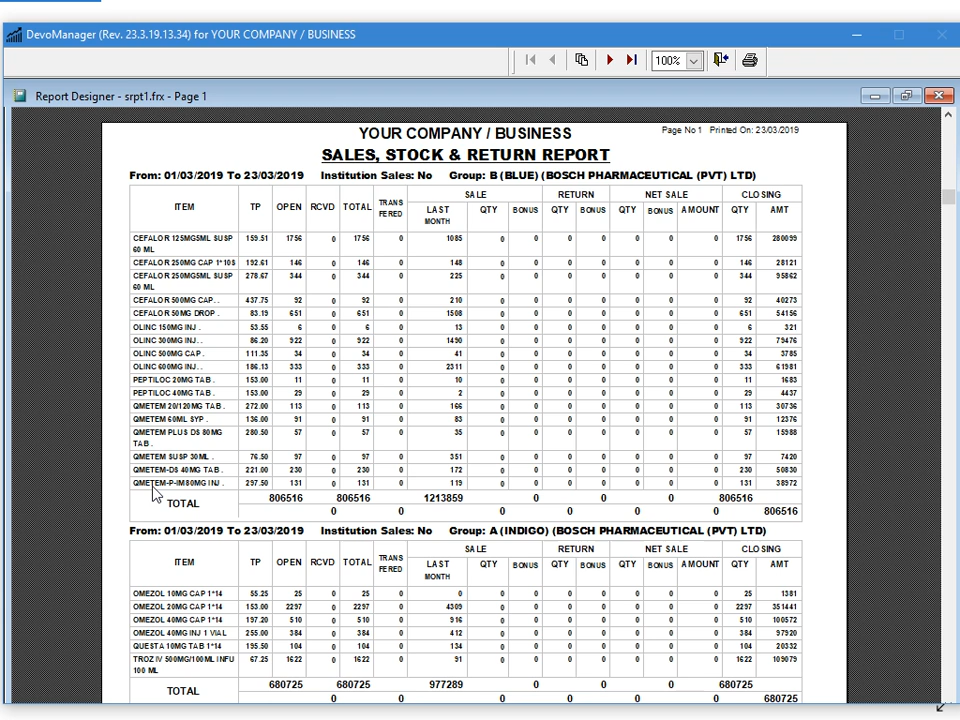 DevoManager (Rev. 23.3.19.13.34) for YOUR COMPANY / BUSINESS
100%
Report Designer - srpt1.frx - Page 1
YOUR COMPANY / BUSINESS Page No 1 Printed On: 23/03/2019
SALES, STOCK & RETURN REPORT
From: 01/03/2019 To 23/03/2019 Institution Sales: No Group: B (BLUE) (BOSCH PHARMACEUTICAL (PVT) LTD)
SALE RETURN NET SALE CLOSING
ITEM TP OPEN RCVD TOTAL TRANS FERED LAST MONTH QTY BONUS QTY BONUS QTY BONUS AMOUNT QTY AMT
CEFALOR 125MG5ML SUSP 60 ML 159.51 1756 0 1756 0 1085 0 0 0 0 0 0 0 1756 280099
CEFALOR 250MG CAP 1*10S 192.61 146 0 146 0 148 0 0 0 0 0 0 0 146 28121
CEFALOR 250MG5ML SUSP 60 ML 278.67 344 0 344 0 225 0 0 0 0 0 0 0 344 95862
CEFALOR 500MG CAP. . 437.75 92 0 92 0 210 0 0 0 0 0 0 0 92 40273
CEFALOR 50MG DROP . 83.19 651 0 651 0 1508 0 0 0 0 0 0 0 651 54156
OLINC 150MG INJ . 53.55 6 0 6 0 13 0 0 0 0 0 0 0 6 321
OLINC 300MG INJ. . 86.20 922 0 922 0 1490 0 0 0 0 0 0 0 922 79476
OLINC 500MG CAP . 111.35 34 0 34 0 41 0 0 0 0 0 0 0 34 3785
OLINC 600MG INJ. . 186.13 333 0 333 0 2311 0 0 0 0 0 0 0 333 61981
PEPTILOC 20MG TAB . 153.00 11 0 11 0 10 0 0 0 0 0 0 0 11 1683
PEPTILOC 40MG TAB . 153.00 29 0 29 0 2 0 0 0 0 0 0 0 29 4437
QMETEM 20/120MG TAB . 272.00 113 0 113 0 166 0 0 0 0 0 0 0 113 30736
QMETEM 60ML SYP . 136.00 91 0 91 0 83 0 0 0 0 0 0 0 91 12376
QMETEM PLUS DS 80MG TAB . 280.50 57 0 57 0 35 0 0 0 0 0 0 0 57 15988
QMETEM SUSP 30ML . 76.50 97 0 97 0 351 0 0 0 0 0 0 0 97 7420
QMETEM-DS 40MG TAB . 221.00 230 0 230 0 172 0 0 0 0 0 0 0 230 50830
QMETEM-P-IM80MG INJ . 297.50 131 0 131 0 119 0 0 0 0 0 0 0 131 38972
TOTAL 806516 806516 1213859 0 0 0 806516
0 0 0 0 0 0 806516
From: 01/03/2019 To 23/03/2019 Institution Sales: No Group: A (INDIGO) (BOSCH PHARMACEUTICAL (PVT) LTD)
SALE RETURN NET SALE CLOSING
ITEM TP OPEN RCVD TOTAL TRANS FERED LAST MONTH QTY BONUS QTY BONUS QTY BONUS AMOUNT QTY AMT
OMEZOL 10MG CAP 1*14 55.25 25 0 25 0 0 0 0 0 0 0 0 0 25 1381
OMEZOL 20MG CAP 1*14 153.00 2297 0 2297 0 4309 0 0 0 0 0 0 0 2297 351441
OMEZOL 40MG CAP 1*14 197.20 510 0 510 0 916 0 0 0 0 0 0 0 510 100572
OMEZOL 40MG INJ 1 VIAL 255.00 384 0 384 0 412 0 0 0 0 0 0 0 384 97920
QUESTA 10MG TAB 1*14 195.50 104 0 104 0 134 0 0 0 0 0 0 0 104 20332
TROZ IV 500MG/100ML INFU 100 ML 67.25 1622 0 1622 0 91 0 0 0 0 0 0 0 1622 109079
TOTAL 680725 680725 977289 0 0 0 680725
0 0 0 0 0 0 680725